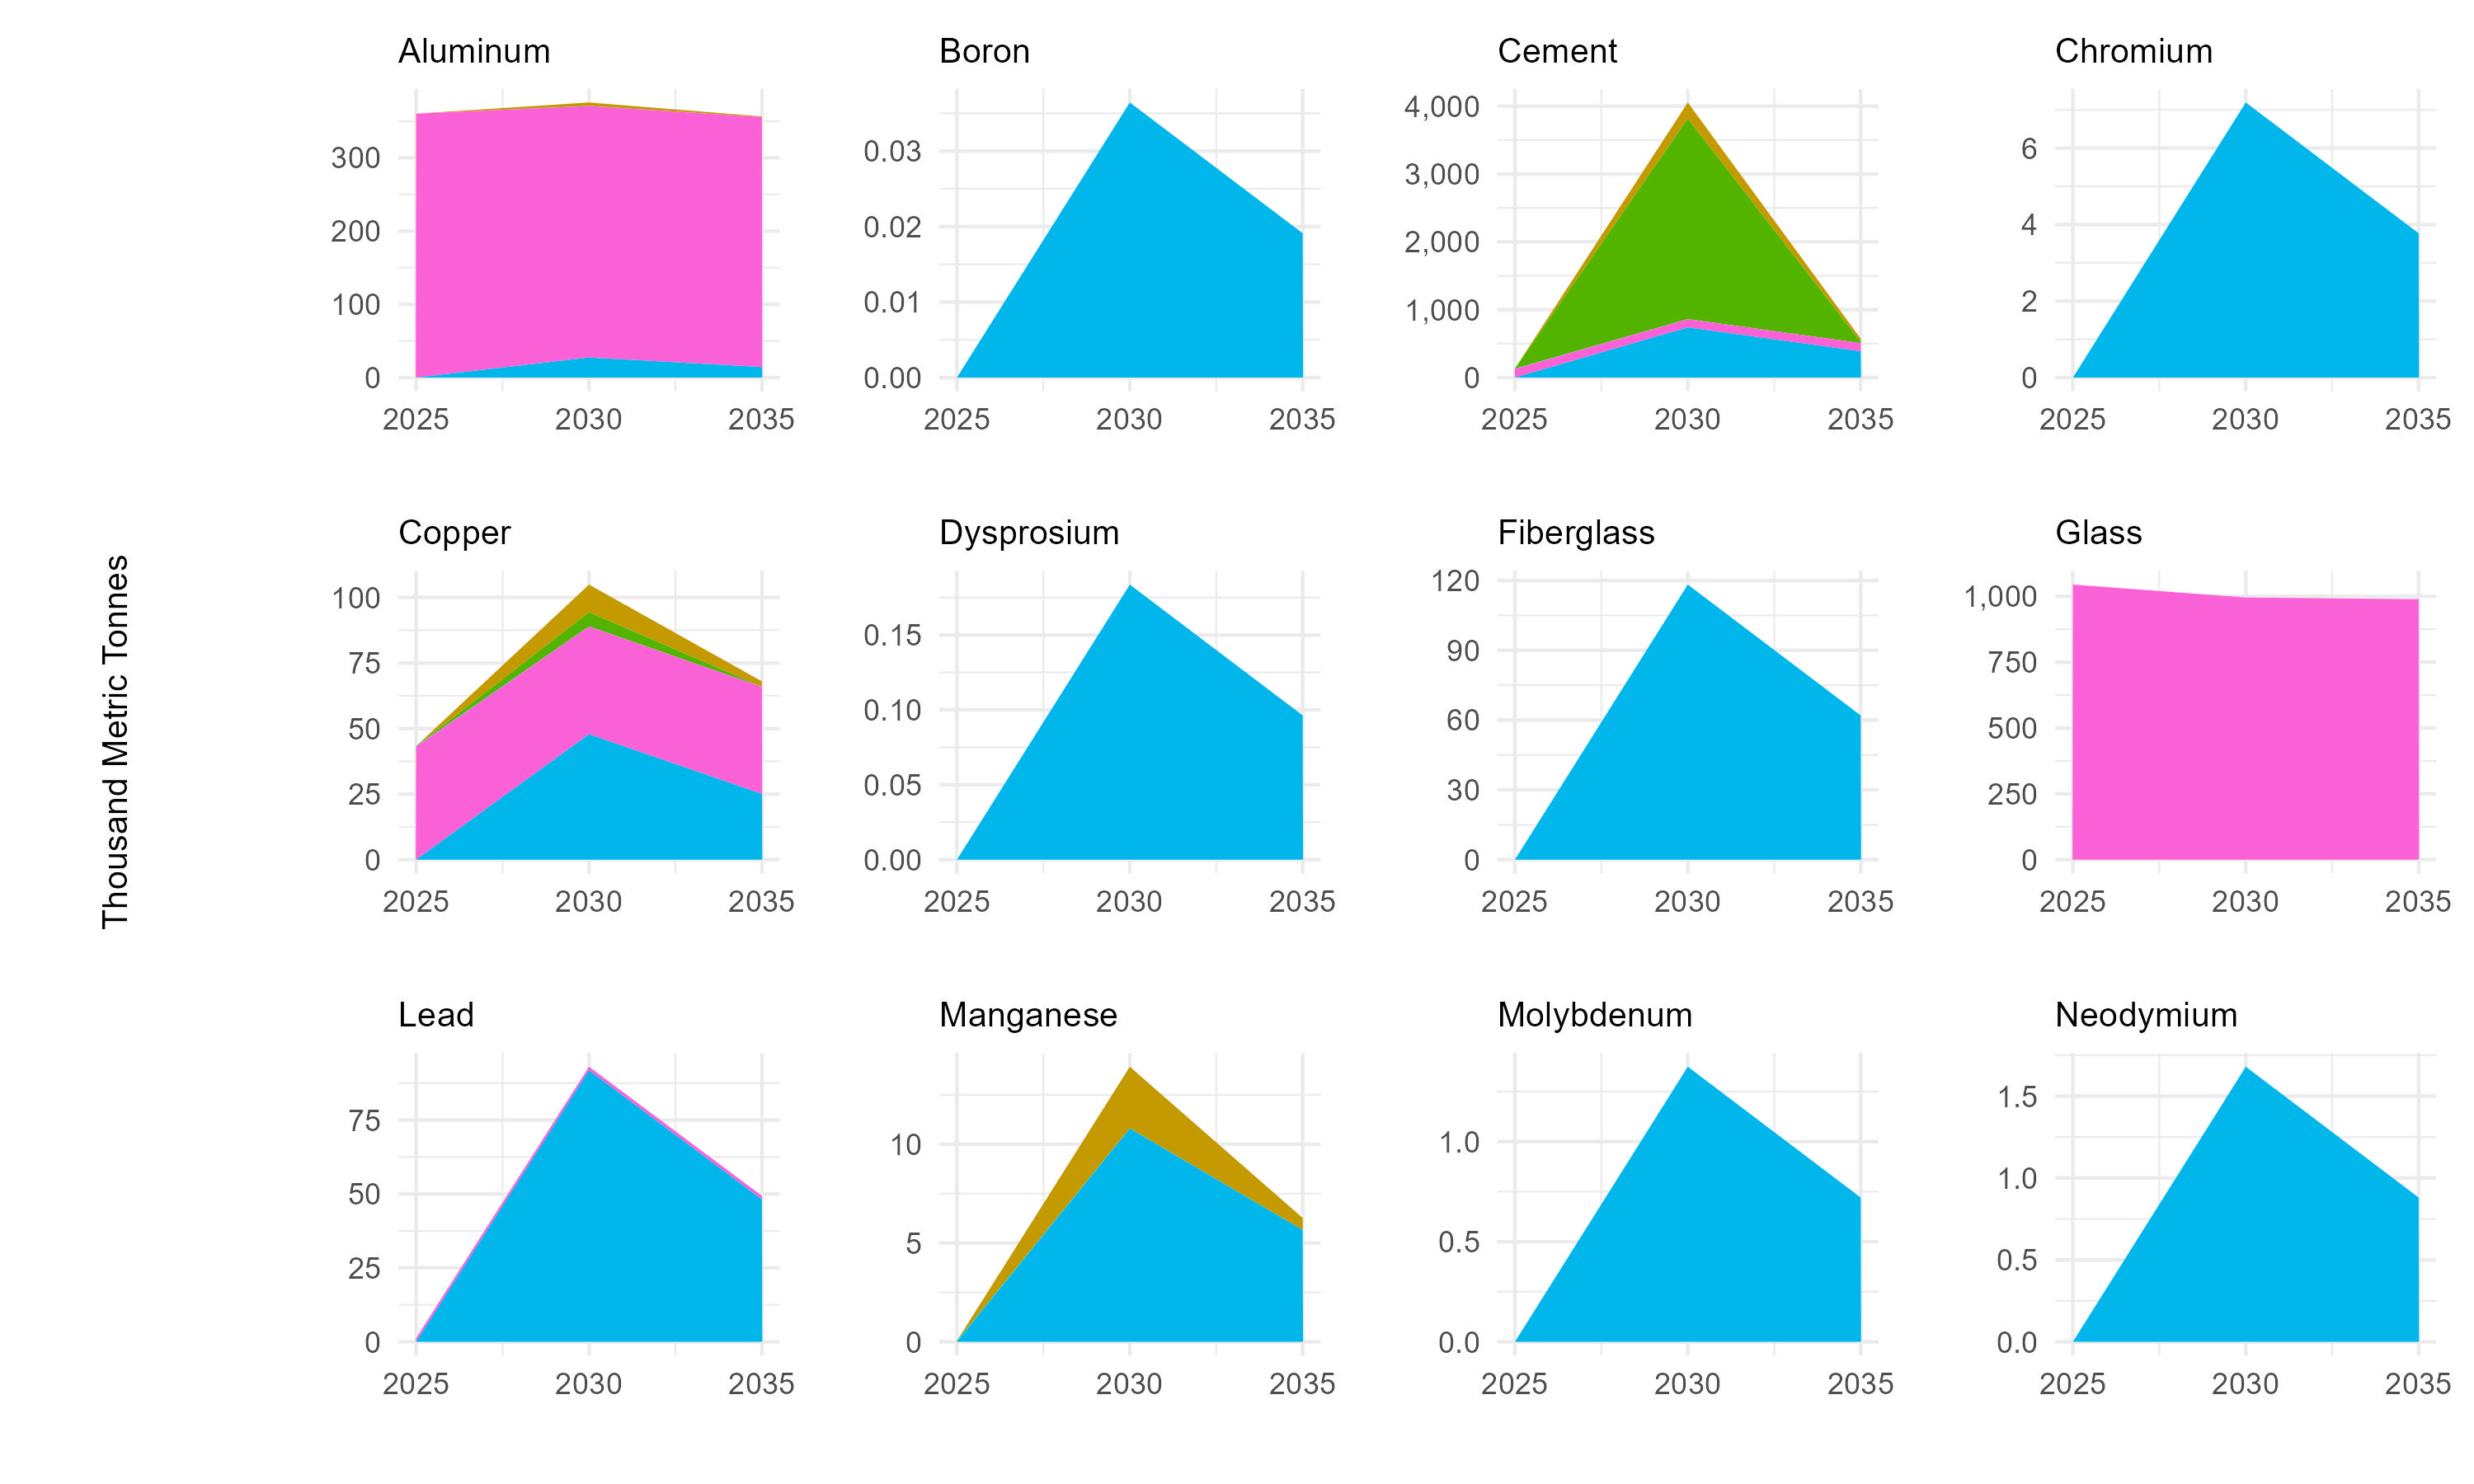 Thousand Metric Tonnes
Aluminum
300
200
100
0
2025 2030 2035
Boron
0.03
0.02
0.01
0.00
2025 2030 2035
Cement
4,000
3,000
2,000
1,000
0
2025 2030 2035
Chromium
6
4
2
0
2025 2030 2035
Copper
100
75
50
25
0
2025 2030 2035
Dysprosium
0.15
0.10
0.05
0.00
2025 2030 2035
Fiberglass
120
90
60
30
0
2025 2030 2035
Glass
1,000
750
500
250
0
2025 2030 2035
Lead
75
50
25
0
2025 2030 2035
Manganese
10
5
0
2025 2030 2035
Molybdenum
1.0
0.5
0.0
2025 2030 2035
Neodymium
1.5
1.0
0.5
0.0
2025 2030 2035